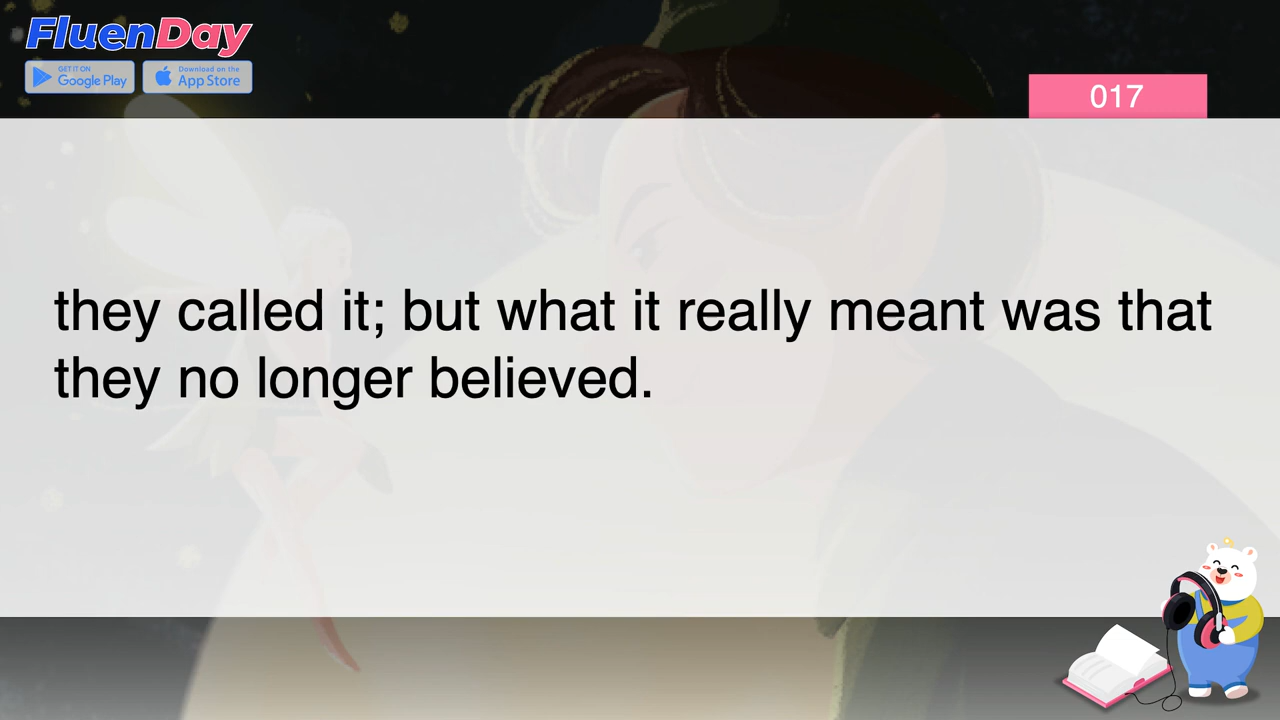 FluenDay
GET IT ON
Google Play
Download on the
App Store
017
they called it; but what it really meant was that
they no longer believed.